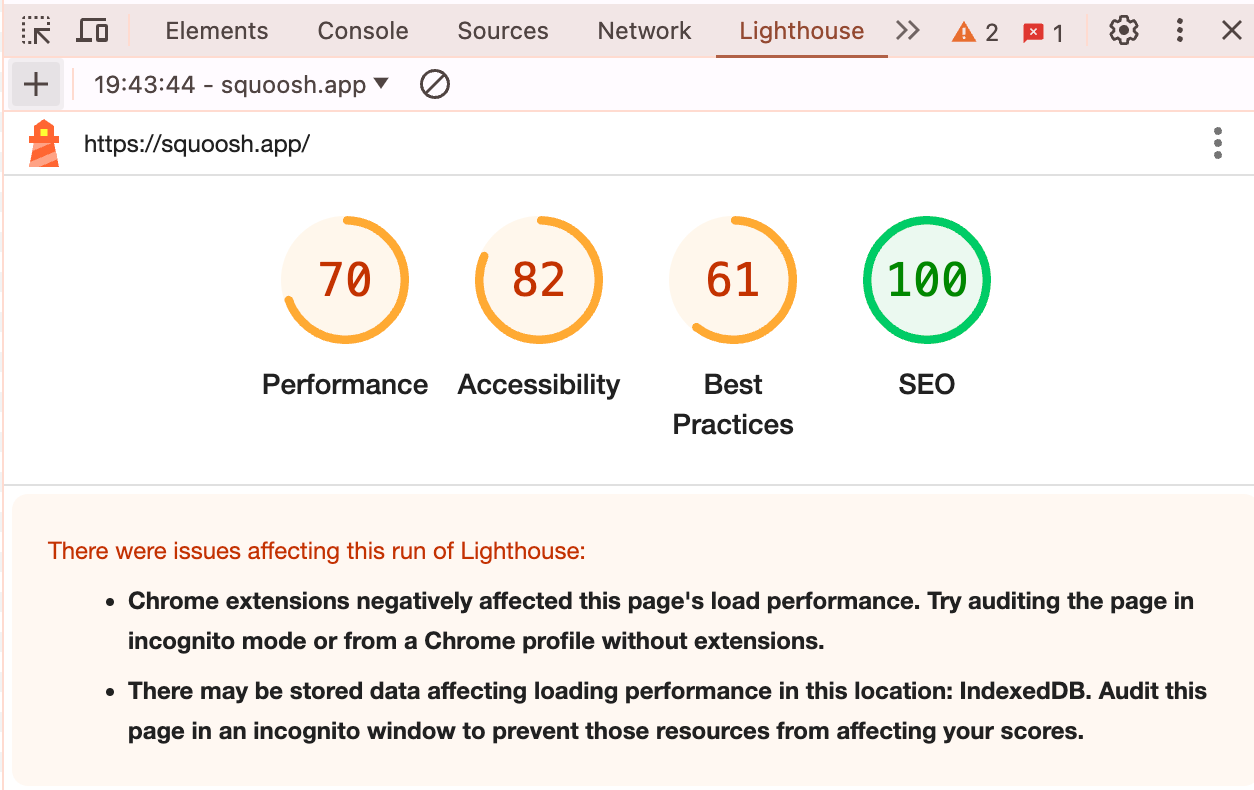 Elements Console Sources Network Lighthouse 2 1
19:43:44 - squoosh.app
https://squoosh.app/
70 82 61 100
Performance Accessibility Best Practices SEO
There were issues affecting this run of Lighthouse:
• Chrome extensions negatively affected this page's load performance. Try auditing the page in
incognito mode or from a Chrome profile without extensions.
• There may be stored data affecting loading performance in this location: IndexedDB. Audit this
page in an incognito window to prevent those resources from affecting your scores.